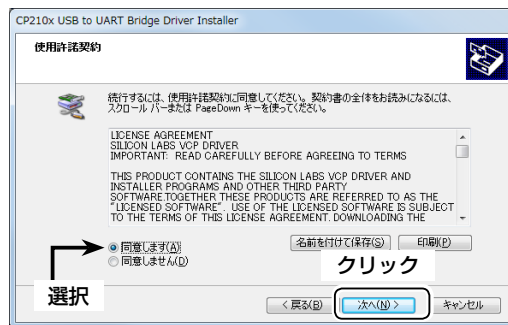 CP210x USB to UART Bridge Driver Installer
使用許諾契約
続行するには、使用許諾契約に同意してください。契約書の全体をお読みになるには、
スクロール バーまたは PageDown キーを使ってください。
LICENSE AGREEMENT
SILICON LABS VCP DRIVER
IMPORTANT: READ CAREFULLY BEFORE AGREEING TO TERMS
THIS PRODUCT CONTAINS THE SILICON LABS VCP DRIVER AND
INSTALLER PROGRAMS AND OTHER THIRD PARTY
SOFTWARE.TOGETHER THESE PRODUCTS ARE REFERRED TO AS THE
"LICENSED SOFTWARE". USE OF THE LICENSED SOFTWARE IS SUBJECT
TO THE TERMS OF THIS LICENSE AGREEMENT. DOWNLOADING THE
同意します(A)
名前を付けて保存(S)
印刷(P)
同意しません(D)
クリック
選択
< 戻る(B)
次へ(N) >
キャンセル